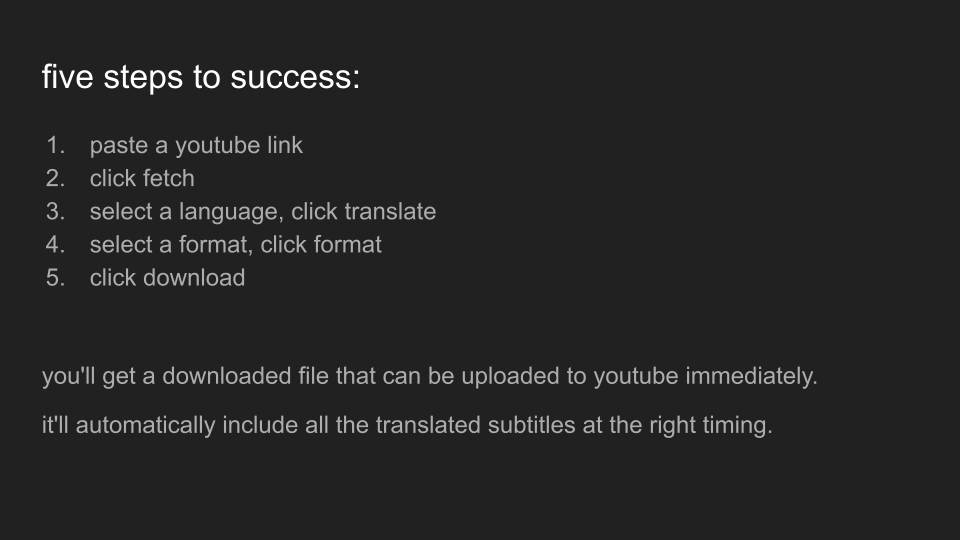 five steps to success:
1. paste a youtube link
2. click fetch
3. select a language, click translate
4. select a format, click format
5. click download
you'll get a downloaded file that can be uploaded to youtube immediately.
it'll automatically include all the translated subtitles at the right timing.